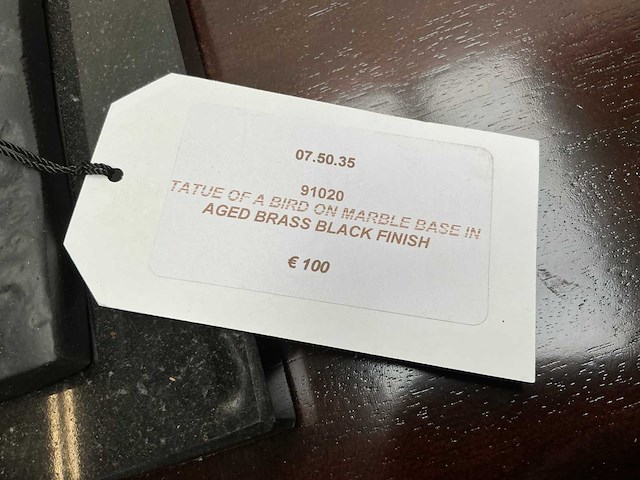 07.50.35
91020
TATUE OF A BIRD ON MARBLE BASE IN
AGED BRASS BLACK FINISH
€ 100